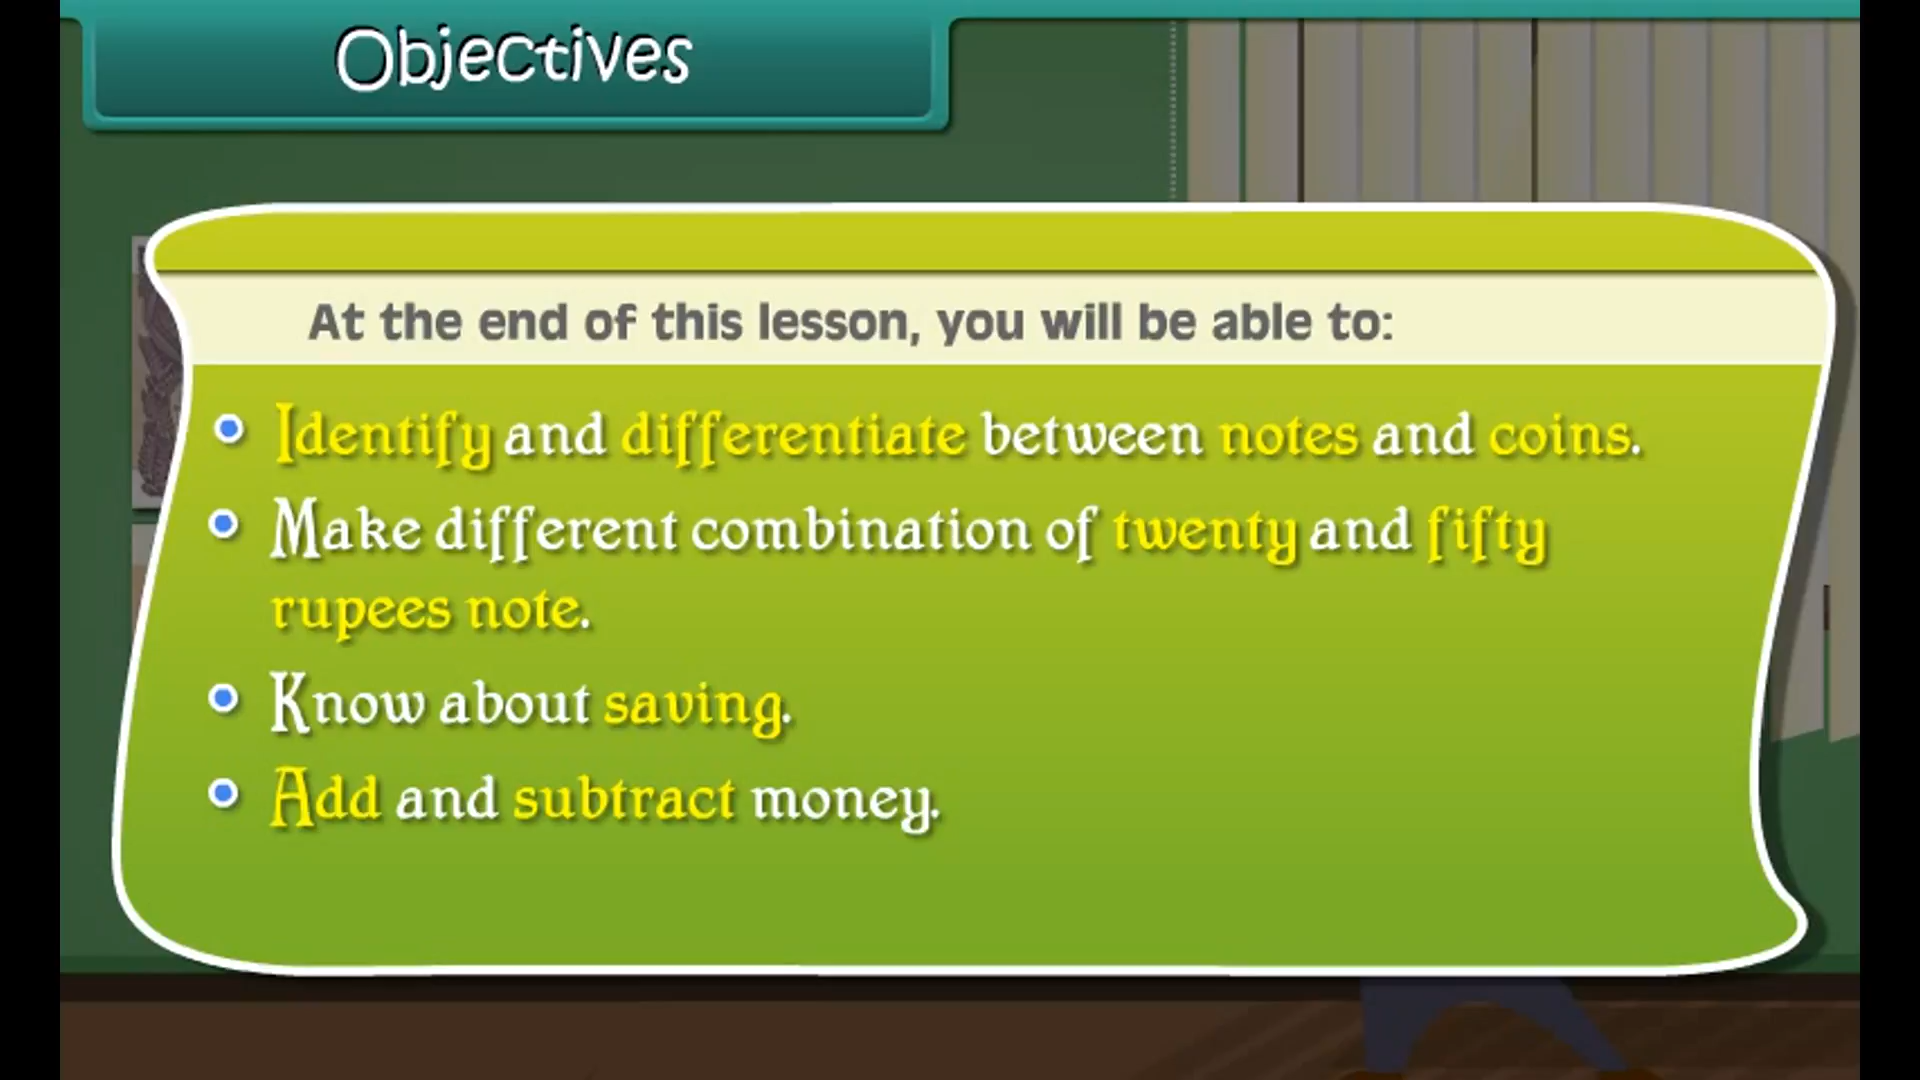 Objectives
At the end of this lesson, you will be able to:
Identify and differentiate between notes and coins.
Make different combination of twenty and fifty
rupees note.
Know about saving.
Add and subtract money.